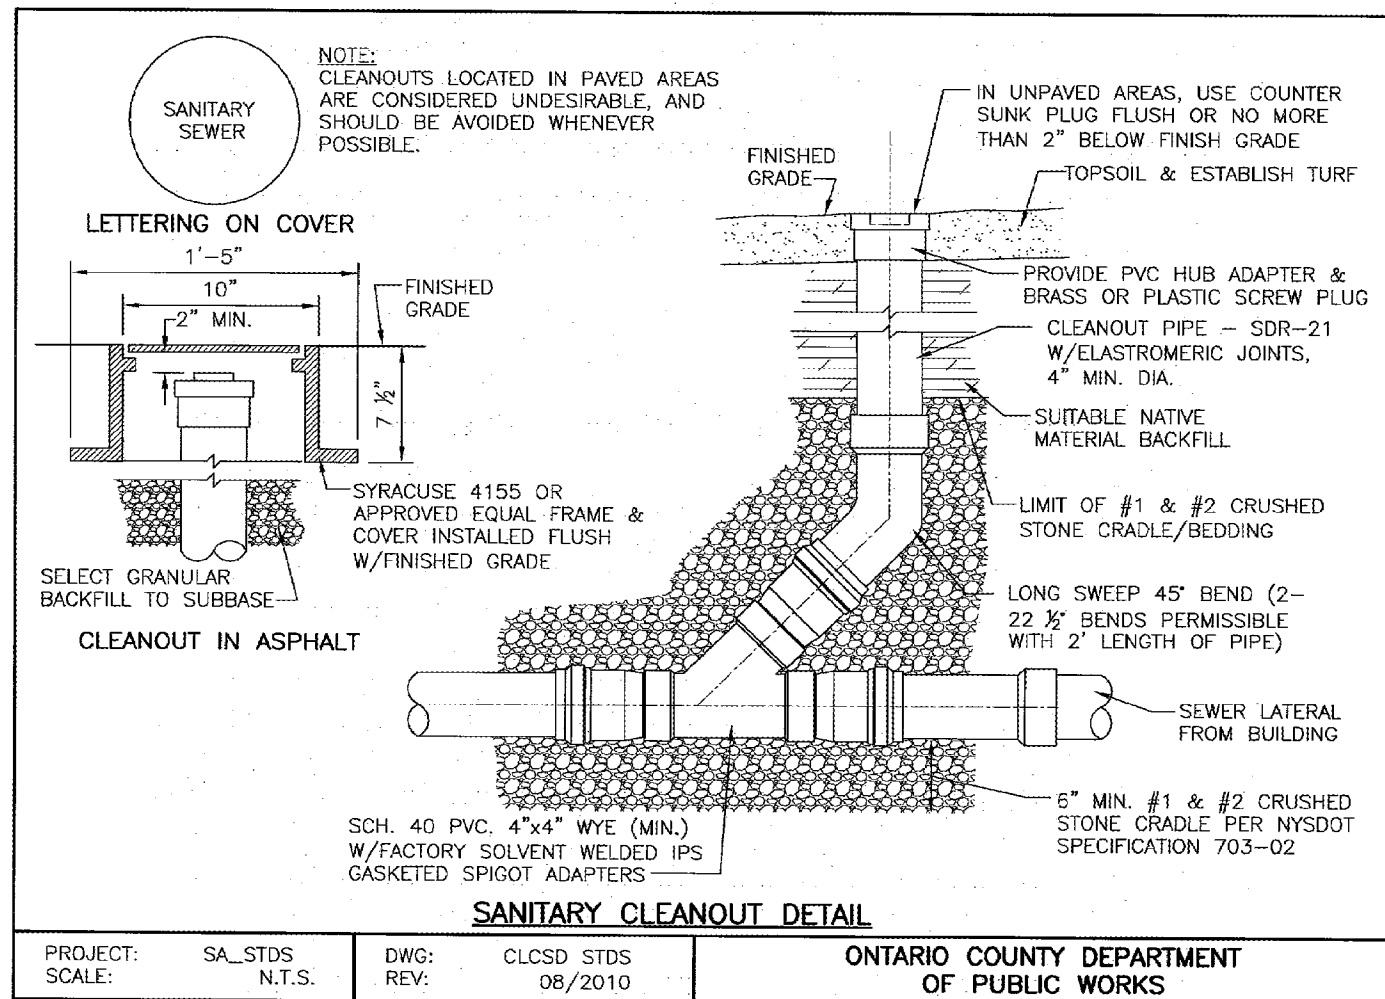 SANITARY
SEWER
NOTE:
CLEANOUTS LOCATED IN PAVED AREAS
ARE CONSIDERED UNDESIRABLE, AND
SHOULD BE AVOIDED WHENEVER
POSSIBLE.
LETTERING ON COVER
1'-5"
10"
2" MIN.
FINISHED
GRADE
7 ½"
SYRACUSE 4155 OR
APPROVED EQUAL FRAME &
COVER INSTALLED FLUSH
W/FINISHED GRADE
SELECT GRANULAR
BACKFILL TO SUBBASE
CLEANOUT IN ASPHALT
FINISHED
GRADE
IN UNPAVED AREAS, USE COUNTER
SUNK PLUG FLUSH OR NO MORE
THAN 2" BELOW FINISH GRADE
TOPSOIL & ESTABLISH TURF
PROVIDE PVC HUB ADAPTER &
BRASS OR PLASTIC SCREW PLUG
CLEANOUT PIPE - SDR-21
W/ELASTROMERIC JOINTS,
4" MIN. DIA.
SUITABLE NATIVE
MATERIAL BACKFILL
LIMIT OF #1 & #2 CRUSHED
STONE CRADLE/BEDDING
LONG SWEEP 45° BEND (2-
22 ½° BENDS PERMISSIBLE
WITH 2' LENGTH OF PIPE)
SEWER LATERAL
FROM BUILDING
6" MIN. #1 & #2 CRUSHED
STONE CRADLE PER NYSDOT
SPECIFICATION 703-02
SCH. 40 PVC. 4"x4" WYE (MIN.)
W/FACTORY SOLVENT WELDED IPS
GASKETED SPIGOT ADAPTERS
SANITARY CLEANOUT DETAIL
PROJECT: SA_STDS
SCALE: N.T.S.
DWG: CLCSD STDS
REV: 08/2010
ONTARIO COUNTY DEPARTMENT
OF PUBLIC WORKS